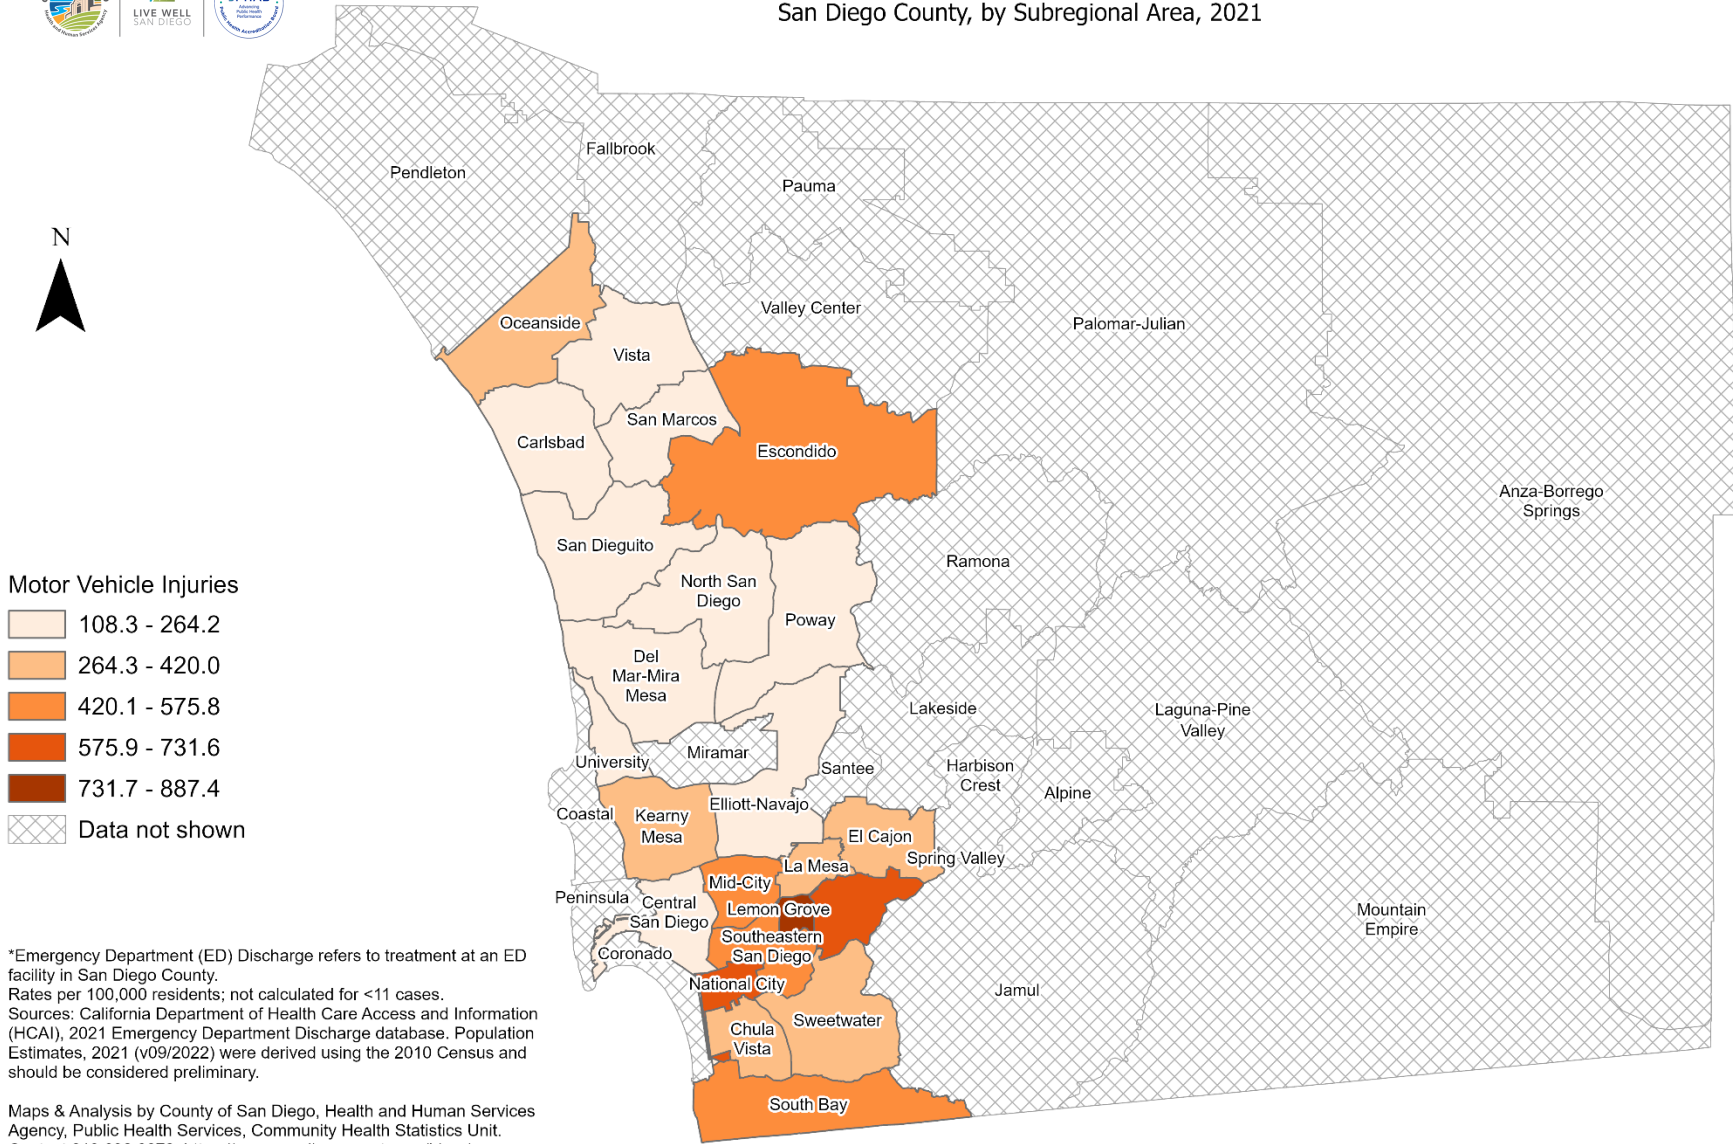 LIVE WELL
SAN DIEGO
Advancing
Public Health
Performance
San Diego County, by Subregional Area, 2021
Fallbrook
Pendleton
Pauma
N
Valley Center
Oceanside
Palomar-Julian
Vista
San Marcos
Carlsbad
Escondido
Anza-Borrego
Springs
San Dieguito
Ramona
North San
Diego
Poway
Motor Vehicle Injuries
108.3 - 264.2
264.3 - 420.0
420.1 - 575.8
575.9 - 731.6
731.7 - 887.4
Data not shown
Del
Mar-Mira
Mesa
Lakeside
Laguna-Pine
Valley
Miramar
University
Santee
Harbison
Crest
Alpine
Elliott-Navajo
Coastal
Kearny
Mesa
El Cajon
Spring Valley
La Mesa
Mid-City
Peninsula
Central
San Diego
Lemon Grove
Mountain
Empire
Southeastern
San Diego
Coronado
National City
Jamul
Sweetwater
Chula
Vista
South Bay
*Emergency Department (ED) Discharge refers to treatment at an ED
facility in San Diego County.
Rates per 100,000 residents; not calculated for <11 cases.
Sources: California Department of Health Care Access and Information
(HCAI), 2021 Emergency Department Discharge database. Population
Estimates, 2021 (v09/2022) were derived using the 2010 Census and
should be considered preliminary.
Maps & Analysis by County of San Diego, Health and Human Services
Agency, Public Health Services, Community Health Statistics Unit.